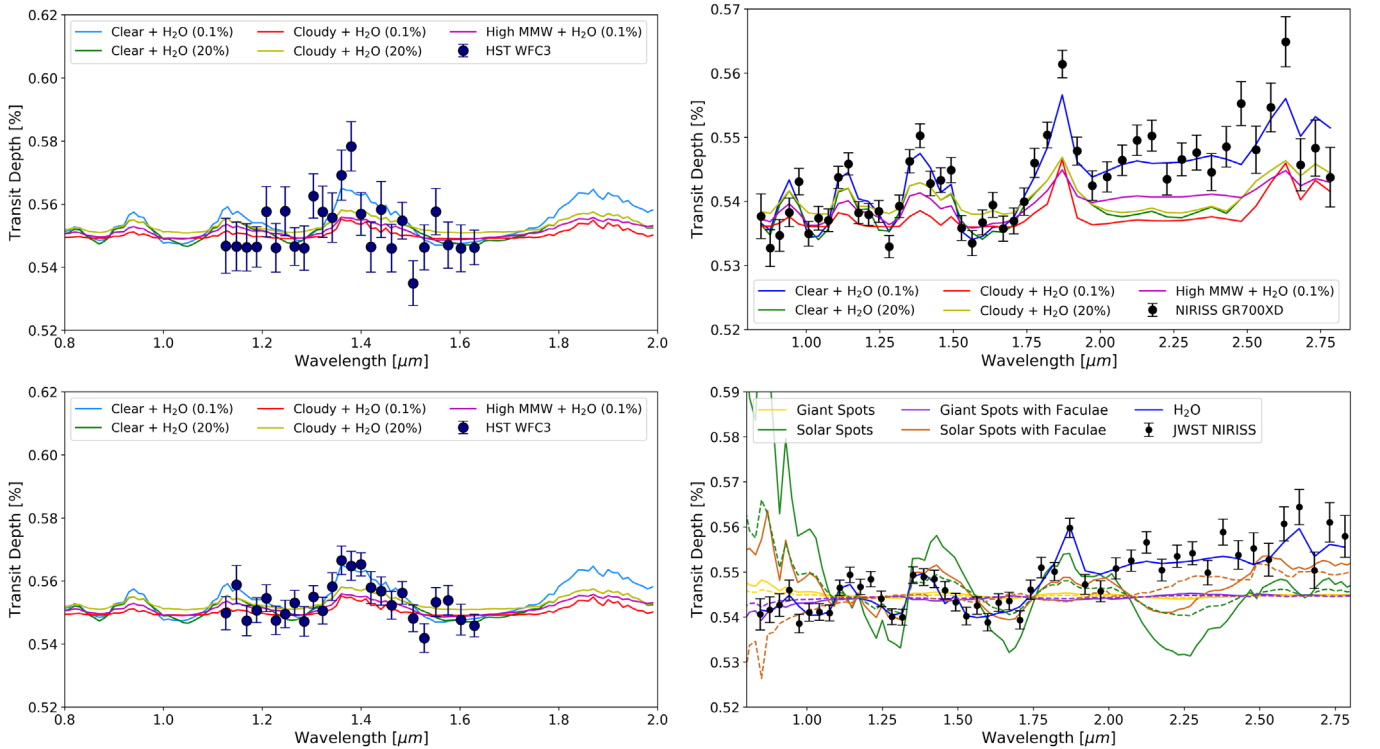 0.62
0.60
0.58
0.56
0.54
0.52
Transit Depth [%]
Clear + H₂O (0.1%)
Clear + H₂O (20%)
Cloudy + H₂O (0.1%)
Cloudy + H₂O (20%)
High MMW + H₂O (0.1%)
HST WFC3
0.8 1.0 1.2 1.4 1.6 1.8 2.0
Wavelength [μm]
0.57
0.56
0.55
0.54
0.53
0.52
Transit Depth [%]
Clear + H₂O (0.1%)
Clear + H₂O (20%)
Cloudy + H₂O (0.1%)
Cloudy + H₂O (20%)
High MMW + H₂O (0.1%)
NIRISS GR700XD
1.00 1.25 1.50 1.75 2.00 2.25 2.50 2.75
Wavelength [μm]
0.62
0.60
0.58
0.56
0.54
0.52
Transit Depth [%]
Clear + H₂O (0.1%)
Clear + H₂O (20%)
Cloudy + H₂O (0.1%)
Cloudy + H₂O (20%)
High MMW + H₂O (0.1%)
HST WFC3
0.8 1.0 1.2 1.4 1.6 1.8 2.0
Wavelength [μm]
0.59
0.58
0.57
0.56
0.55
0.54
0.53
0.52
Transit Depth [%]
Giant Spots
Solar Spots
Giant Spots with Faculae
Solar Spots with Faculae
H₂O
JWST NIRISS
1.00 1.25 1.50 1.75 2.00 2.25 2.50 2.75
Wavelength [μm]